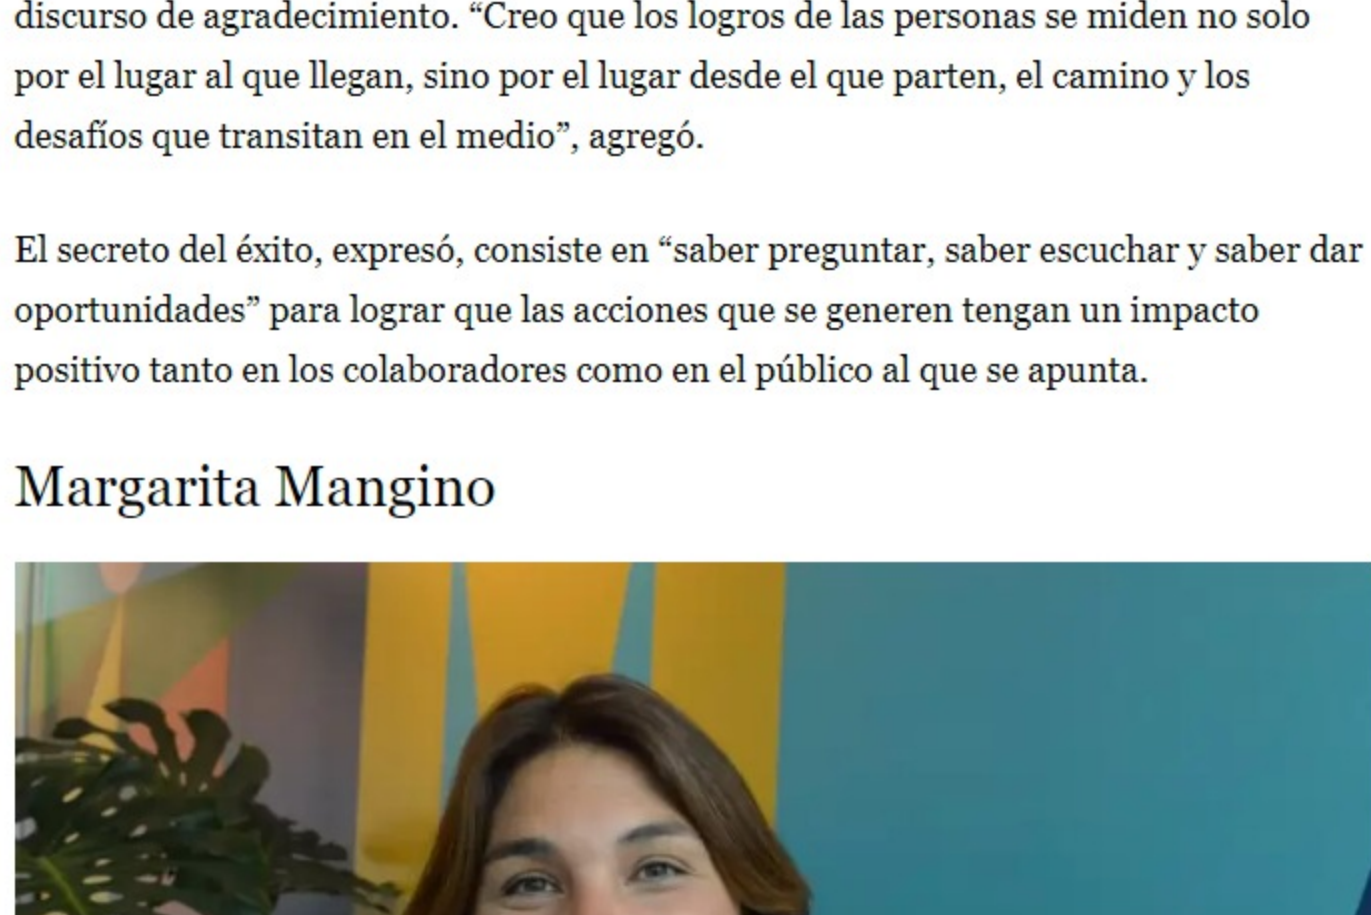 discurso de agradecimiento. “Creo que los logros de las personas se miden no solo
por el lugar al que llegan, sino por el lugar desde el que parten, el camino y los
desafíos que transitan en el medio”, agregó.
El secreto del éxito, expresó, consiste en “saber preguntar, saber escuchar y saber dar
oportunidades” para lograr que las acciones que se generen tengan un impacto
positivo tanto en los colaboradores como en el público al que se apunta.
Margarita Mangino